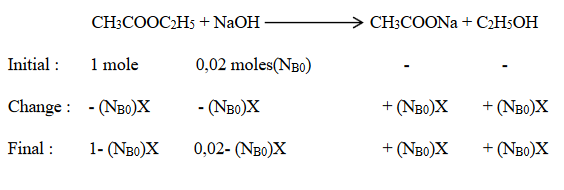 CH3COOC2H5 + NaOH ⟶ CH3COONa + C2H5OH
Initial : 1 mole 0,02 moles(NB0) - -
Change : - (NB0)X - (NB0)X + (NB0)X + (NB0)X
Final : 1- (NB0)X 0,02- (NB0)X + (NB0)X + (NB0)X